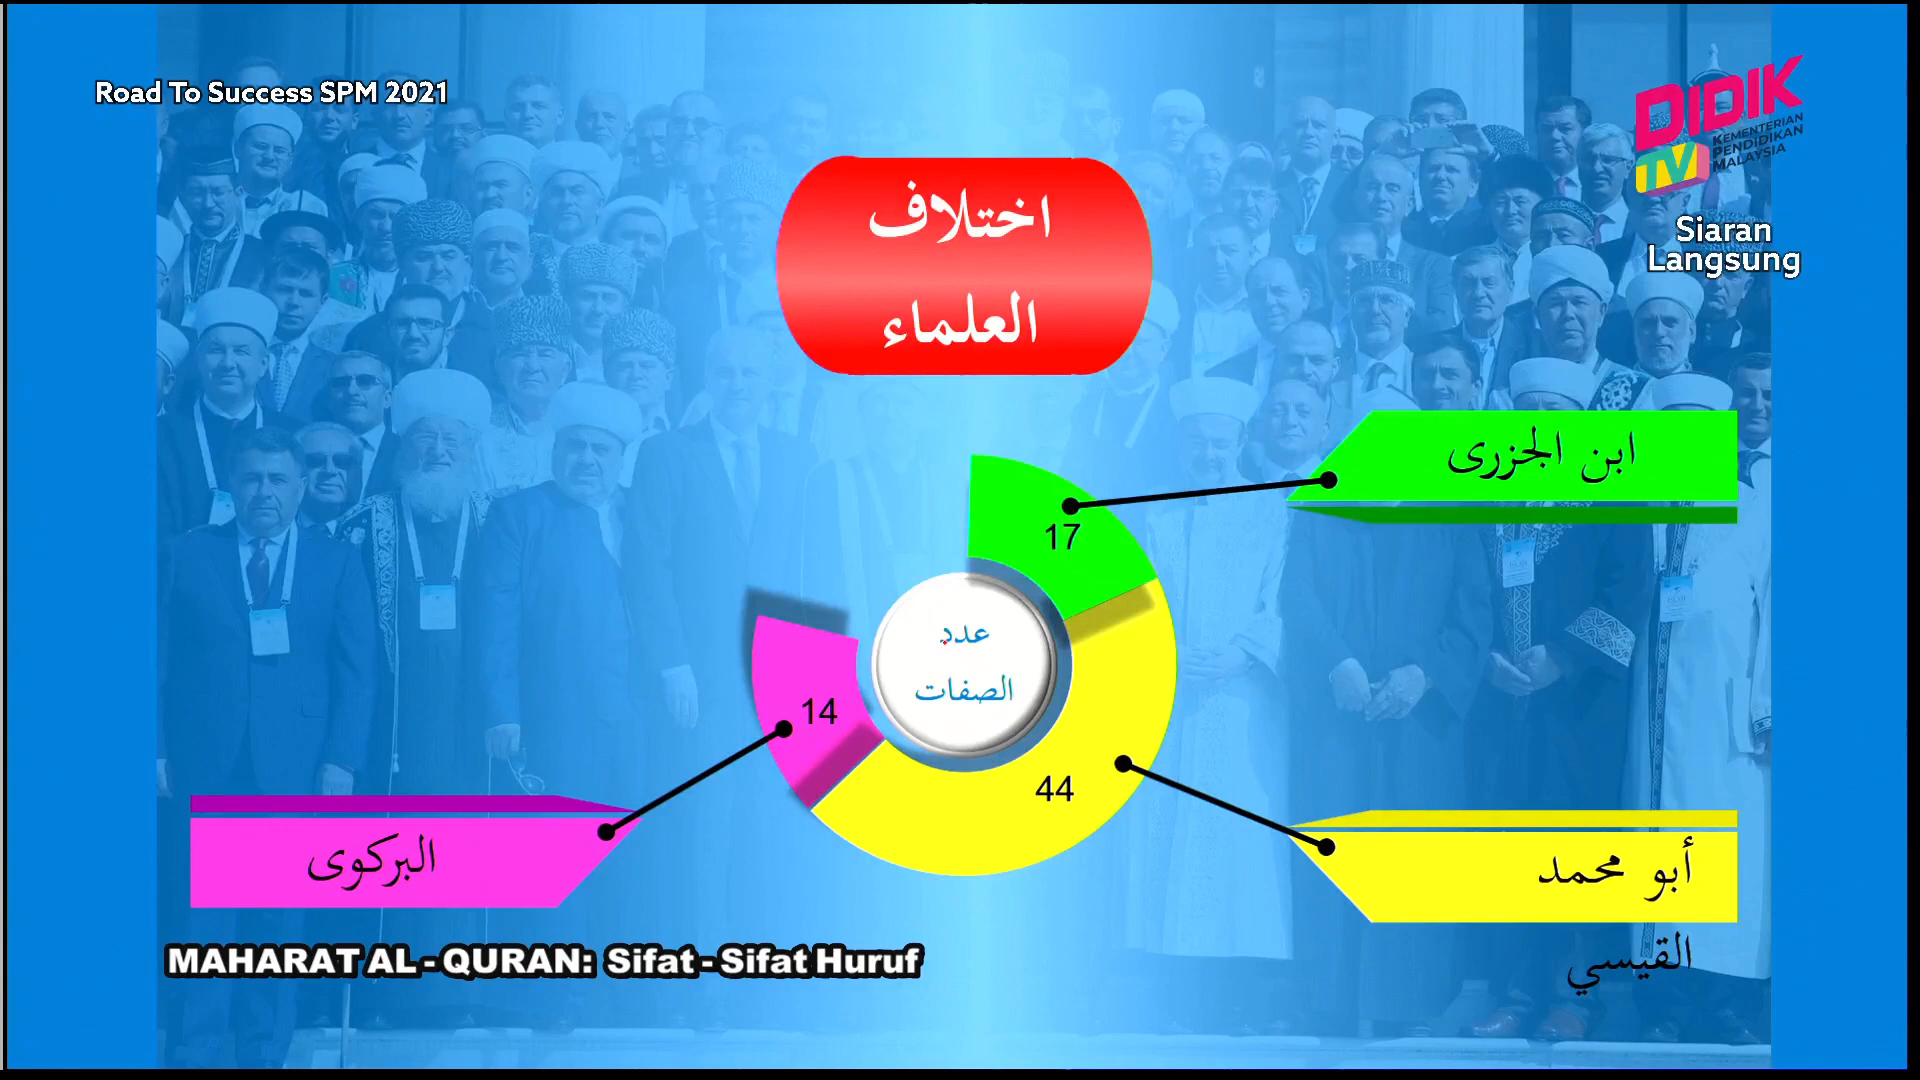 Road To Success SPM 2021
DIDIK
TV
KEMENTERIAN
PENDIDIKAN
MALAYSIA
Siaran
Langsung
اختلاف
العلماء
ابن الجزرى
17
عدد
الصفات
14
44
البركوى
أبو محمد
القيسي
MAHARAT AL-QURAN: Sifat-Sifat Huruf